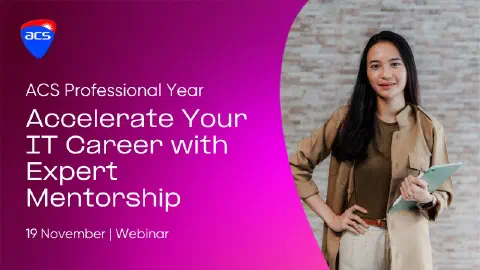 acs
ACS Professional Year
Accelerate Your
IT Career with
Expert
Mentorship
19 November | Webinar